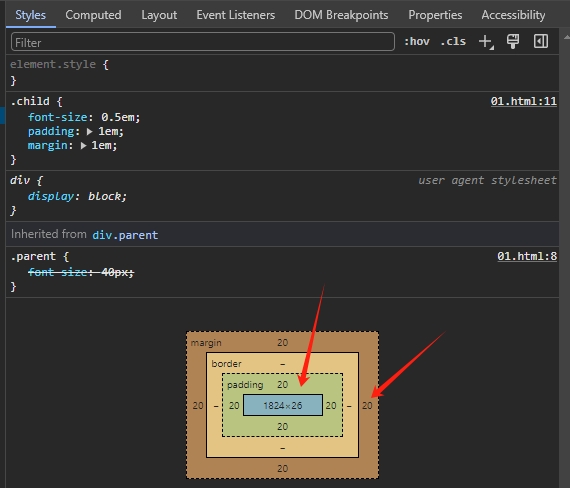 Styles Computed Layout Event Listeners DOM Breakpoints Properties Accessibility
Filter :hov .cls
element.style {
}
.child { 01.html:11
font-size: 0.5em;
padding: 1em;
margin: 1em;
}
div { user agent stylesheet
display: block;
}
Inherited from div.parent
.parent { 01.html:8
font-size: 40px;
}
margin 20
border –
padding 20
20 – 20 1824×26 20 – 20
20
–
20